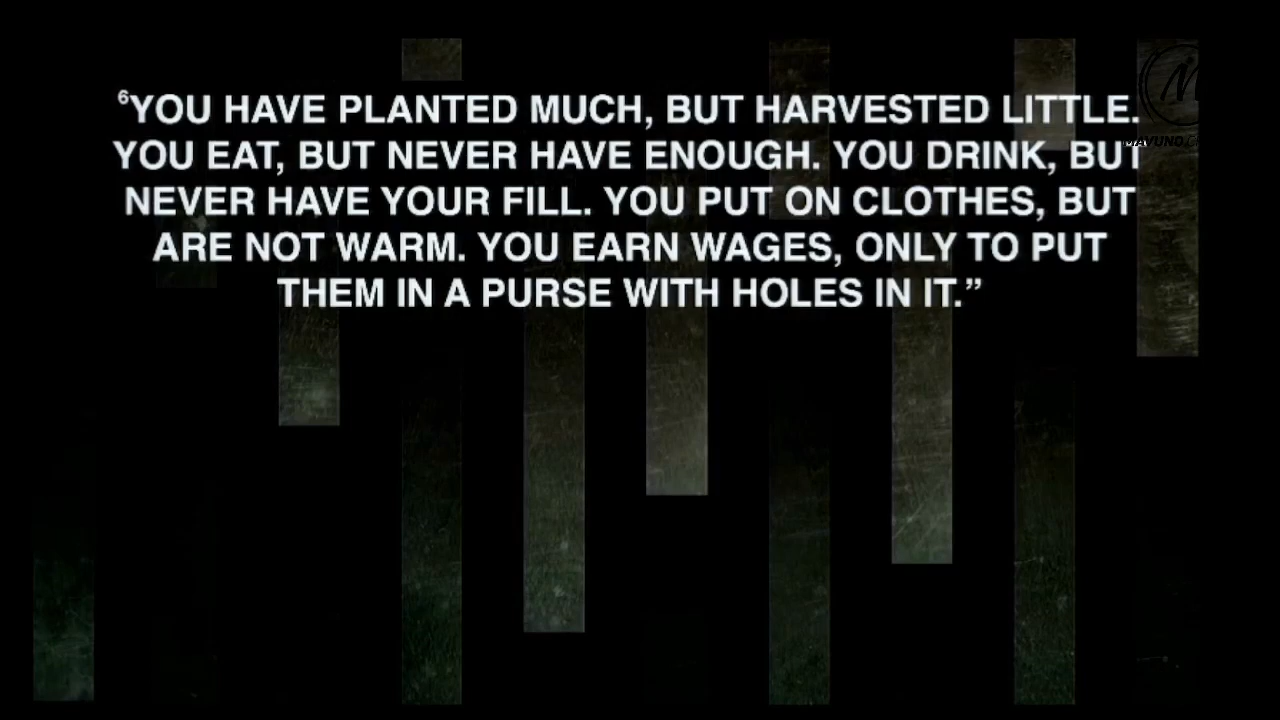 ⁶YOU HAVE PLANTED MUCH, BUT HARVESTED LITTLE.
YOU EAT, BUT NEVER HAVE ENOUGH. YOU DRINK, BUT
NEVER HAVE YOUR FILL. YOU PUT ON CLOTHES, BUT
ARE NOT WARM. YOU EARN WAGES, ONLY TO PUT
THEM IN A PURSE WITH HOLES IN IT.”
MAVUNO